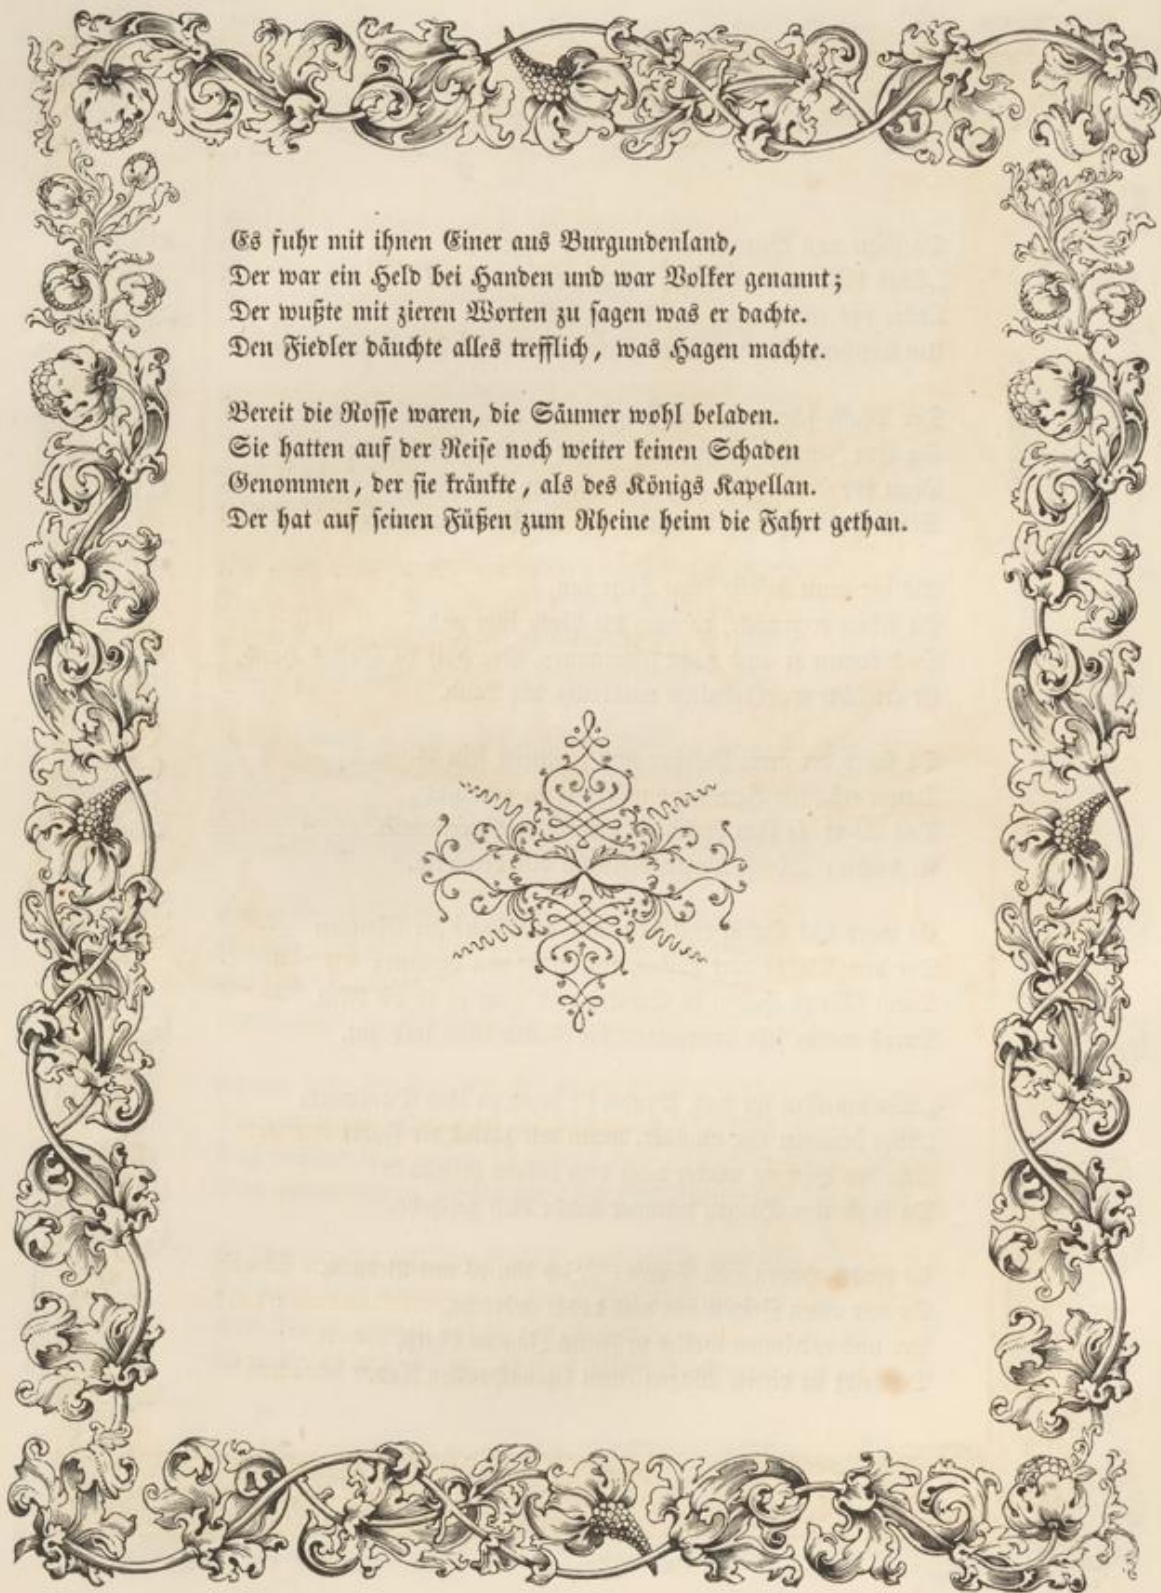 Es fuhr mit ihnen Einer aus Burgundenland,
Der war ein Held bei Handen und war Volker genannt;
Der wußte mit zieren Worten zu sagen was er dachte.
Den Fiedler däuchte alles trefflich, was Hagen machte.

Bereit die Rosse waren, die Säumer wohl beladen.
Sie hatten auf der Reise noch weiter keinen Schaden
Genommen, der sie kränkte, als des Königs Kapellan.
Der hat auf seinen Füßen zum Rheine heim die Fahrt gethan.